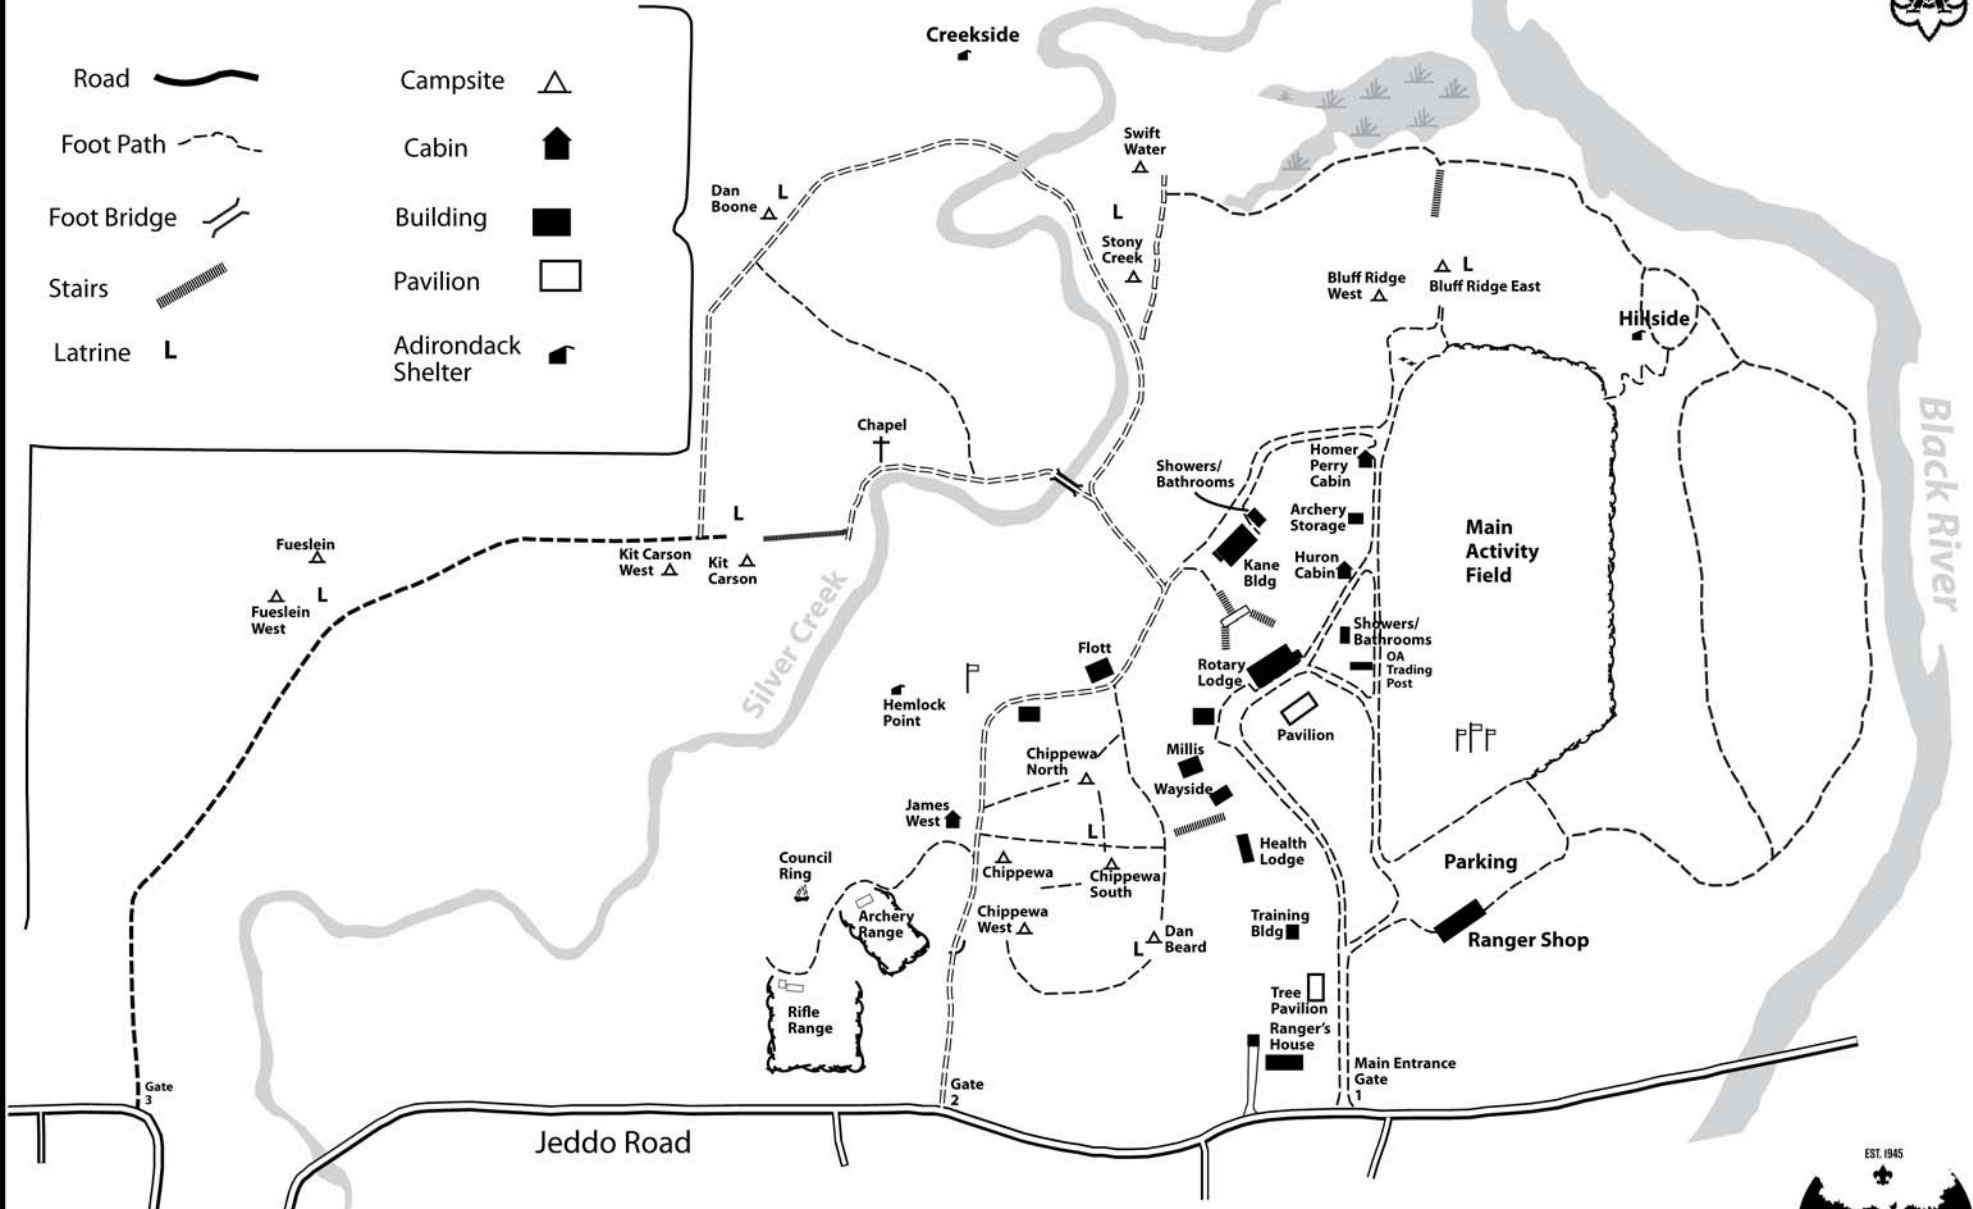 Road
Foot Path
Foot Bridge
Stairs
Latrine L
Campsite
Cabin
Building
Pavilion
Adirondack
Shelter
Creekside
Swift
Water
L
Stony
Creek
Dan
Boone
L
Bluff Ridge
West
L
Bluff Ridge East
Hillside
Black River
Chapel
Showers/
Bathrooms
Homer
Perry
Cabin
Archery
Storage
Huron
Cabin
Kane
Bldg
Main
Activity
Field
L
Kit Carson
West
Kit
Carson
Fueslein
L
Fueslein
West
Silver Creek
Flott
Rotary
Lodge
Showers/
Bathrooms
OA
Trading
Post
Hemlock
Point
Pavilion
Chippewa
North
Millis
Wayside
James
West
L
Council
Ring
Chippewa
Chippewa
South
Health
Lodge
Parking
Archery
Range
Chippewa
West
L
Dan
Beard
Training
Bldg
Ranger Shop
Rifle
Range
Tree
Pavilion
Ranger's
House
Main Entrance
Gate
1
Gate
2
Gate
3
Jeddo Road
EST. 1945